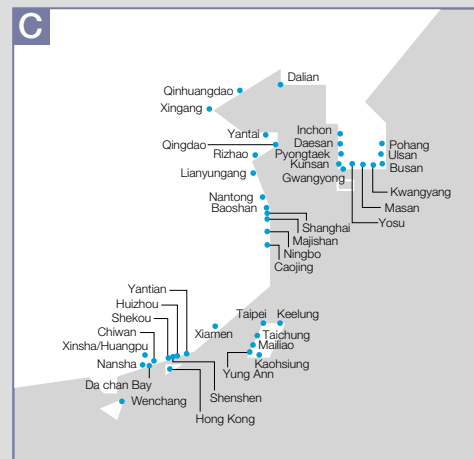 C
Dalian
Qinhuangdao
Xingang
Yantai
Inchon
Qingdao
Daesan
Pohang
Rizhao
Pyongtaek
Ulsan
Kunsan
Busan
Lianyungang
Gwangyong
Kwangyang
Nantong
Masan
Baoshan
Yosu
Shanghai
Majishan
Ningbo
Caojing
Yantian
Huizhou
Shekou
Taipei
Keelung
Chiwan
Xiamen
Taichung
Xinsha/Huangpu
Mailiao
Nansha
Kaohsiung
Yung Ann
Da chan Bay
Shenshen
Wenchang
Hong Kong